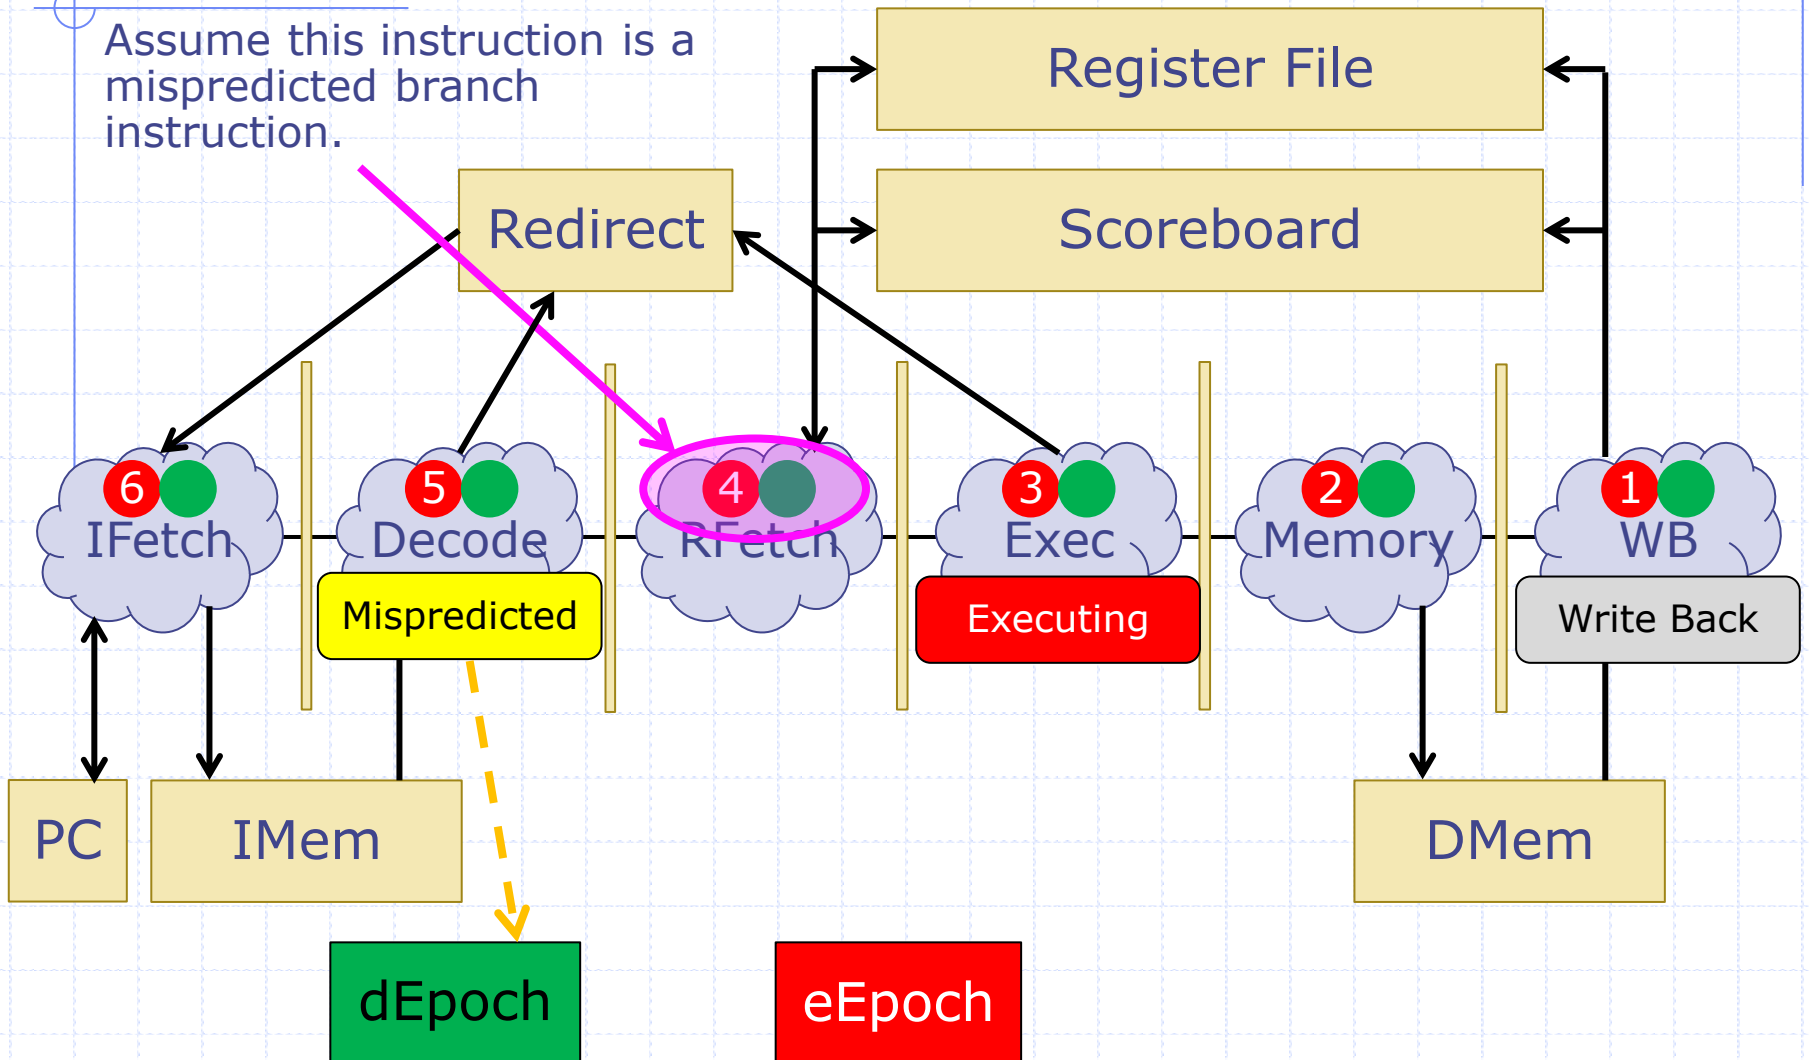 Assume this instruction is a
mispredicted branch
instruction.
Register File
Redirect
Scoreboard
6
5
4
3
2
1
IFetch
Decode
RFetch
Exec
Memory
WB
Mispredicted
Executing
Write Back
PC
IMem
DMem
dEpoch
eEpoch